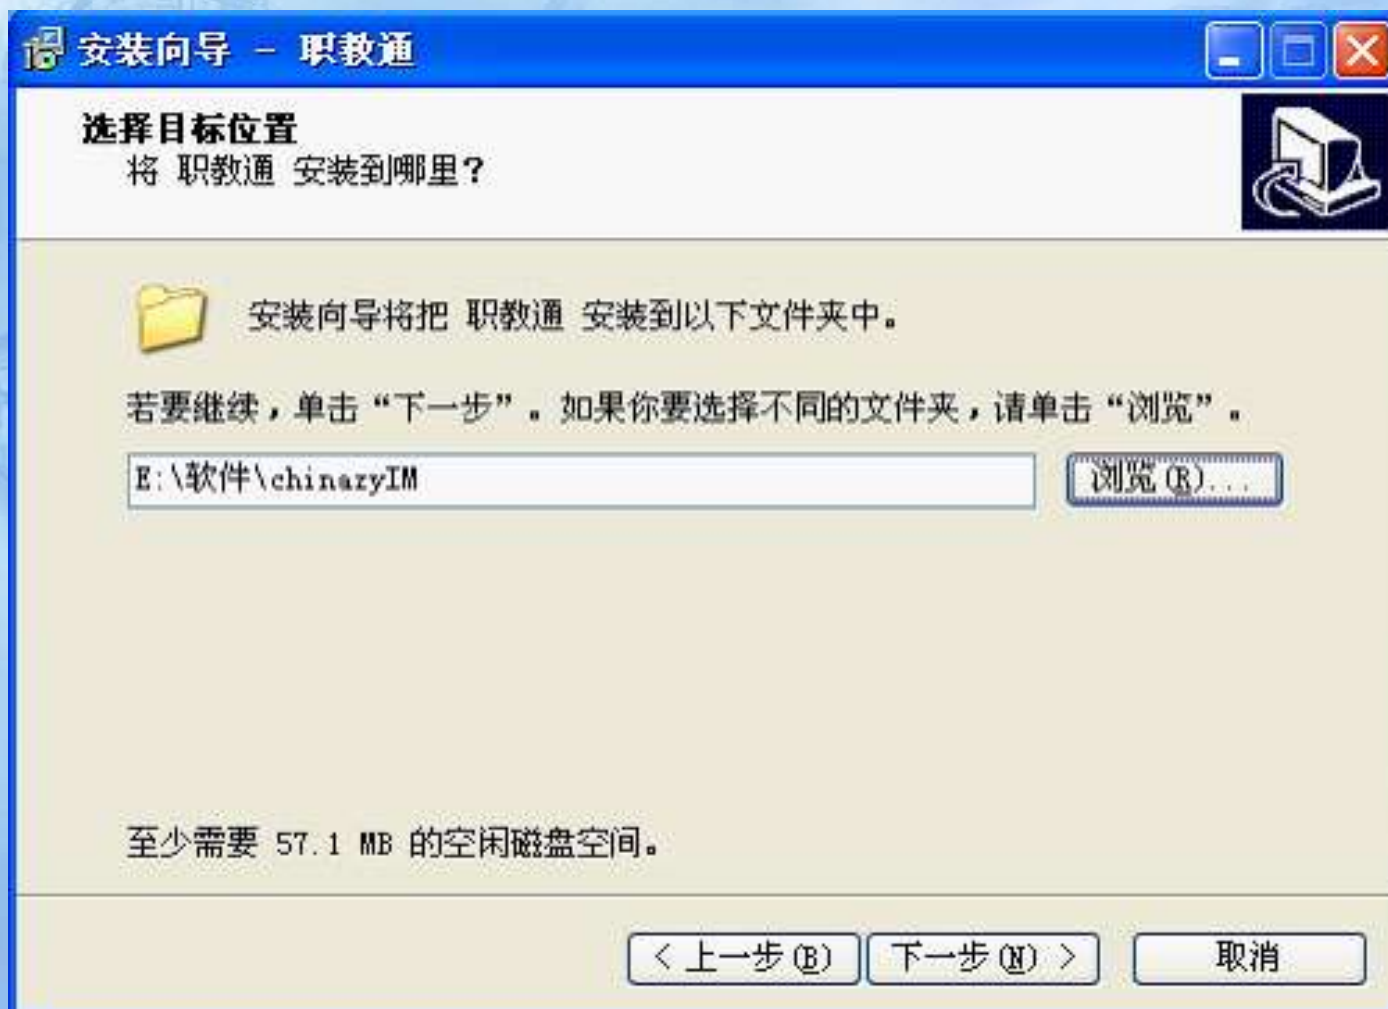 安装向导 - 职教通
选择目标位置
将 职教通 安装到哪里?
安装向导将把 职教通 安装到以下文件夹中。
若要继续,单击“下一步”。如果你要选择不同的文件夹,请单击“浏览”。
E:\软件\chinazyIM
浏览(R)...
至少需要 57.1 MB 的空闲磁盘空间。
< 上一步(B) 下一步(N) > 取消